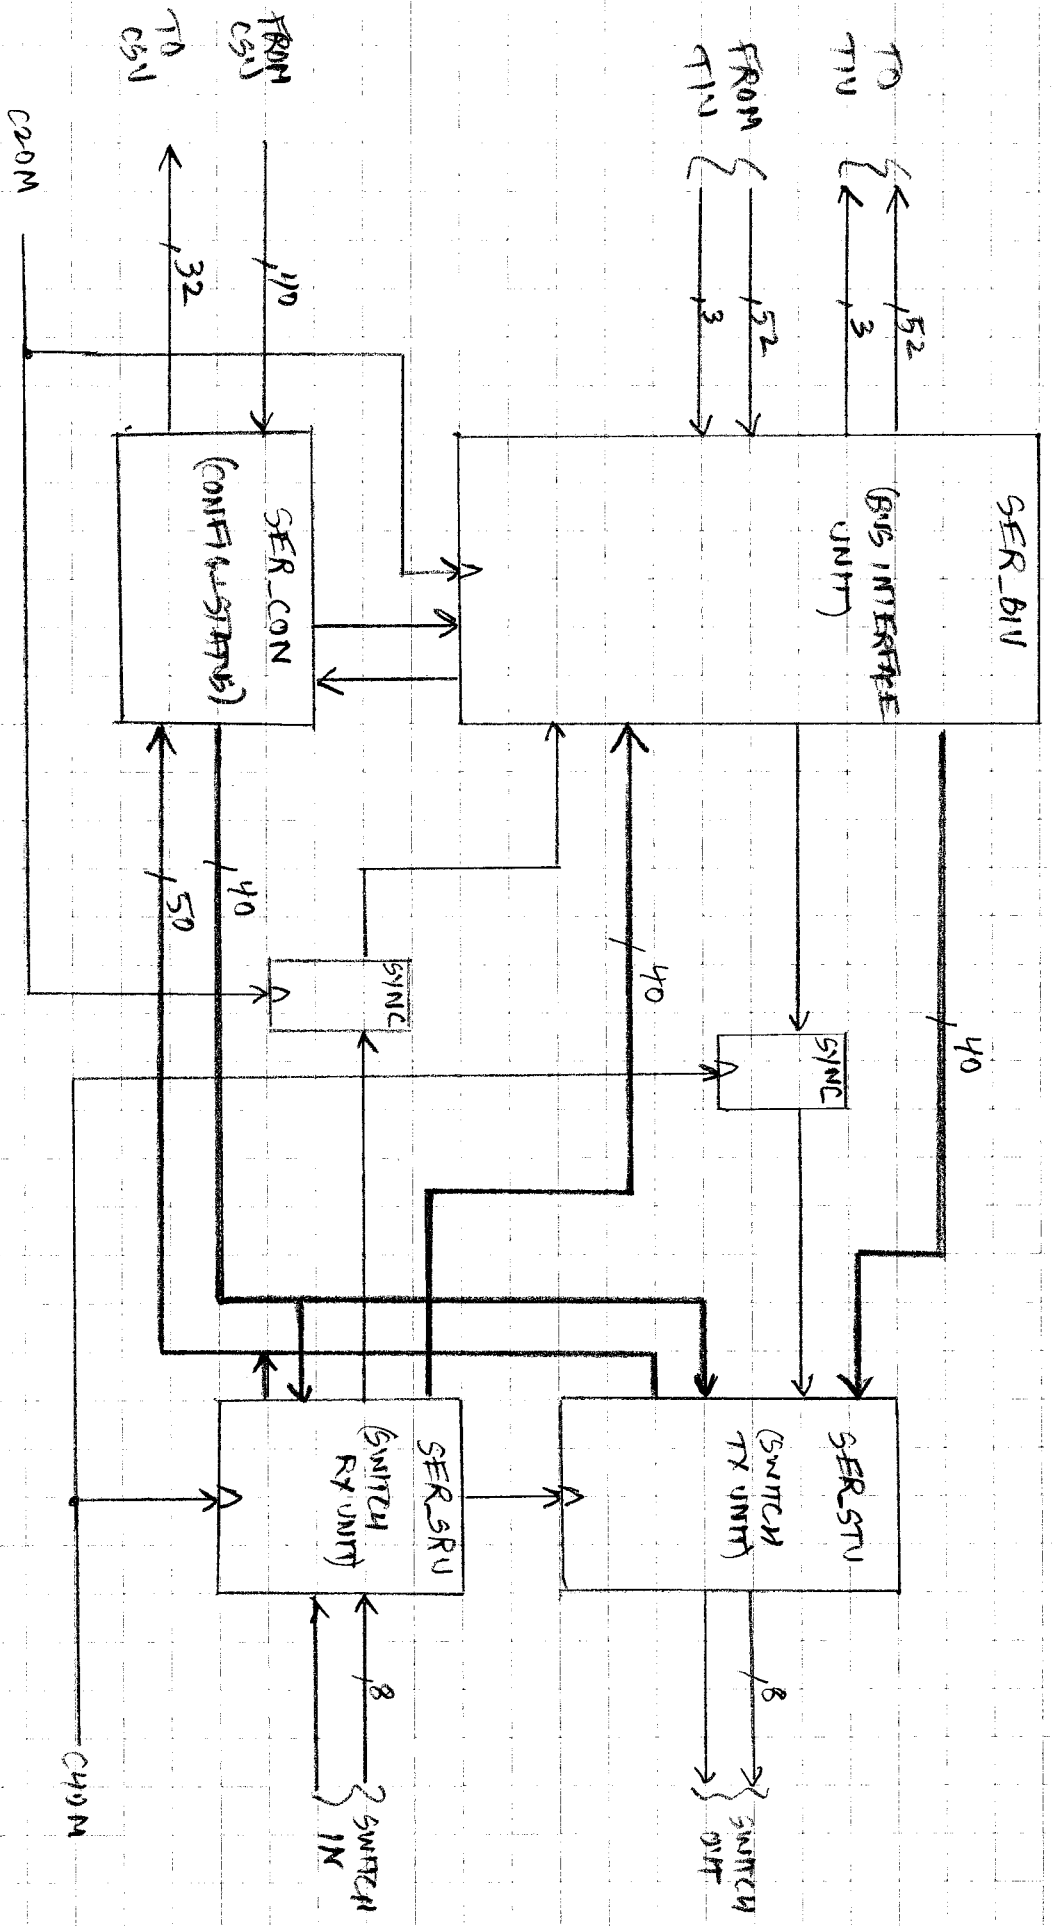 TO
TIU
52
3
FROM
TIU
52
3
SER_BIU
(BUS INTERFACE
UNIT)
40
SYNC
SER_STU
(SWITCH
TX UNIT)
8
SWITCH
OUT
40
FROM
CSU
40
TO
CSU
32
SER_CON
(CONFIG-STATUS)
40
50
SYNC
SER_SRU
(SWITCH
RX UNIT)
8
SWITCH
IN
C20M
C40M